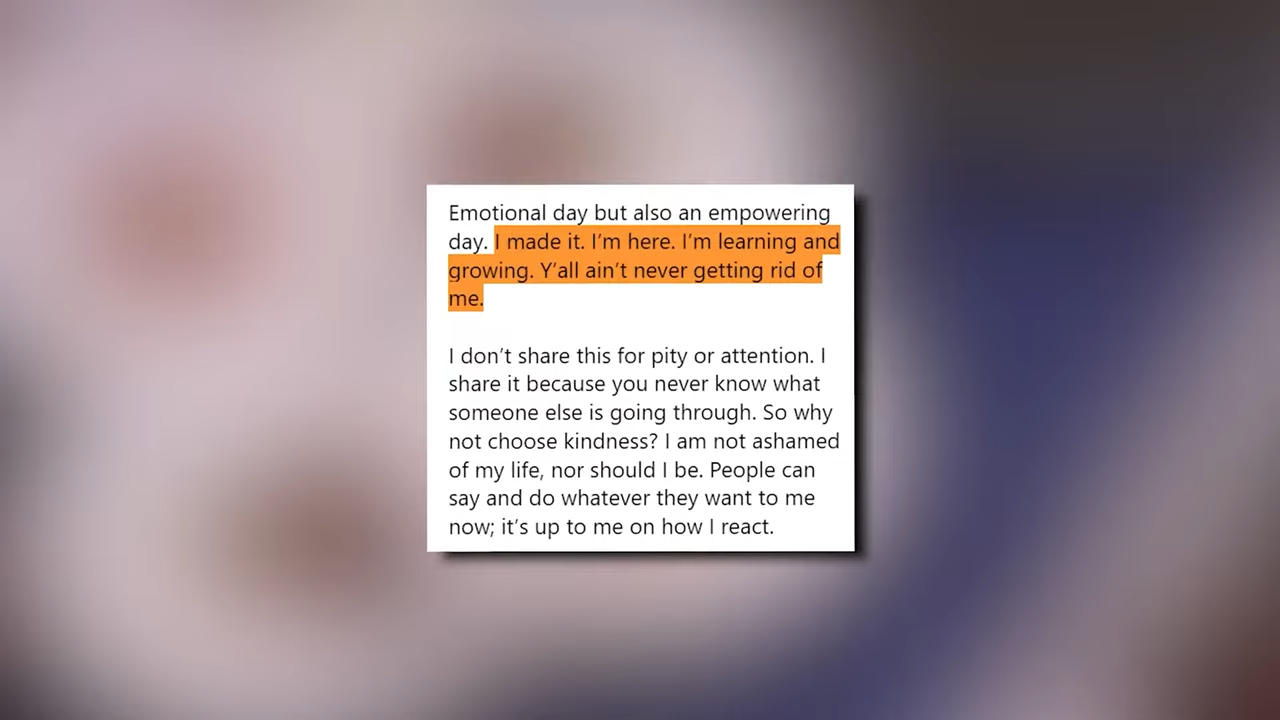 Emotional day but also an empowering
day. I made it. I'm here. I'm learning and
growing. Y'all ain't never getting rid of
me.
I don't share this for pity or attention. I
share it because you never know what
someone else is going through. So why
not choose kindness? I am not ashamed
of my life, nor should I be. People can
say and do whatever they want to me
now; it's up to me on how I react.